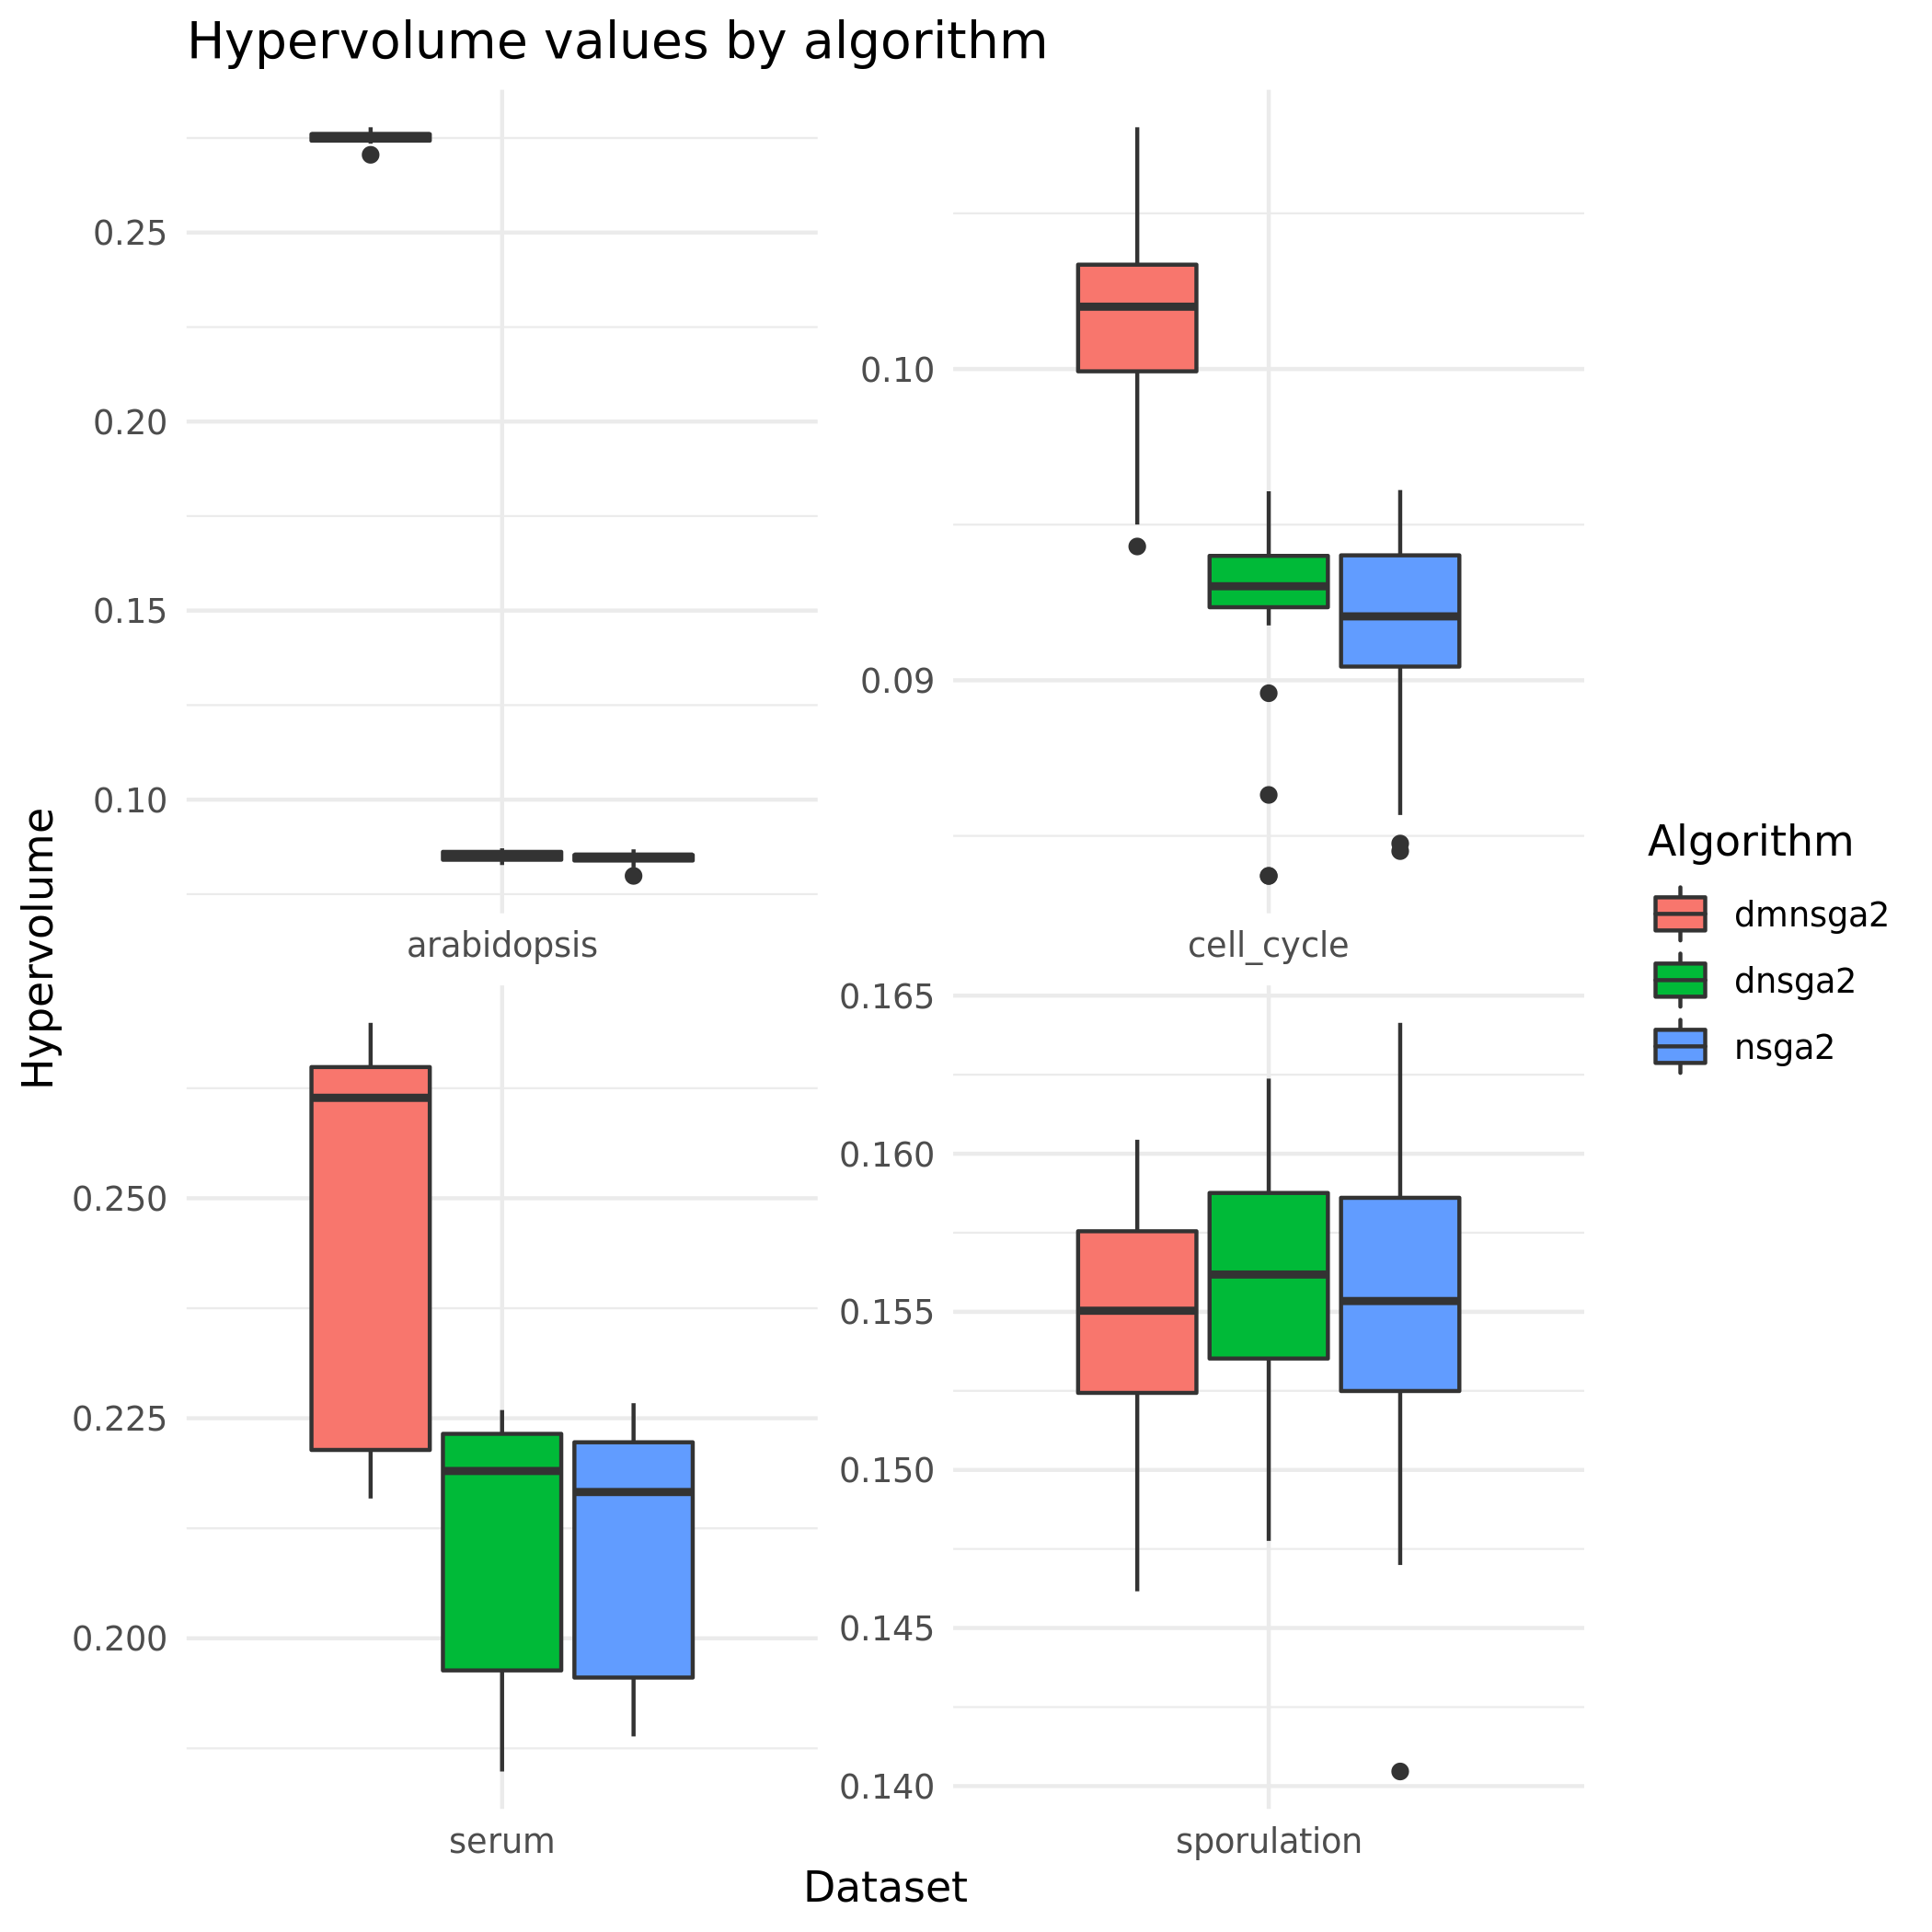 Hypervolume values by algorithm
Hypervolume
0.25
0.20
0.15
0.10
arabidopsis
0.10
0.09
cell_cycle
0.250
0.225
0.200
serum
0.165
0.160
0.155
0.150
0.145
0.140
sporulation
Dataset
Algorithm
dmnsga2
dnsga2
nsga2